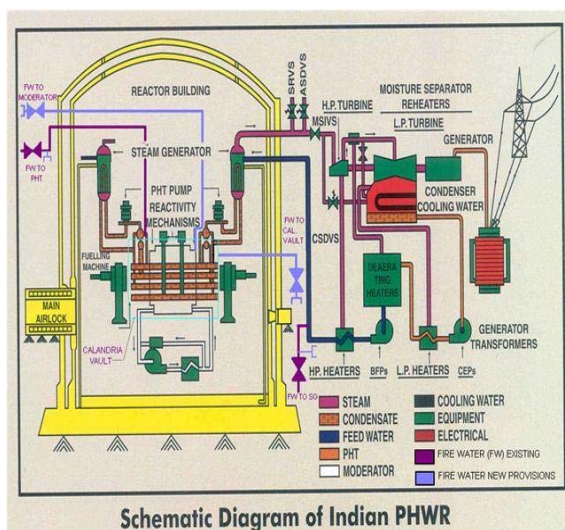 FW TO
MODERATOR
REACTOR BUILDING
FW TO
PHT
STEAM GENERATOR
PHT PUMP
REACTIVITY
MECHANISMS
FUELLING
MACHINE
MAIN
AIRLOCK
CALANDRIA
VAULT
FW TO
CAL.
VAULT
FW TO SG
SRVS
ASDVS
MSIVS
H.P. TURBINE
MOISTURE SEPARATOR
REHEATERS
L.P. TURBINE
GENERATOR
CONDENSER
COOLING WATER
CSDVS
DEAERA
TING
HEATERS
GENERATOR
TRANSFORMERS
HP. HEATERS
BFPs
L.P. HEATERS
CEPs
STEAM
CONDENSATE
FEED WATER
PHT
MODERATOR
COOLING WATER
EQUIPMENT
ELECTRICAL
FIRE WATER (FW) EXISTING
FIRE WATER NEW PROVISIONS
Schematic Diagram of Indian PHWR